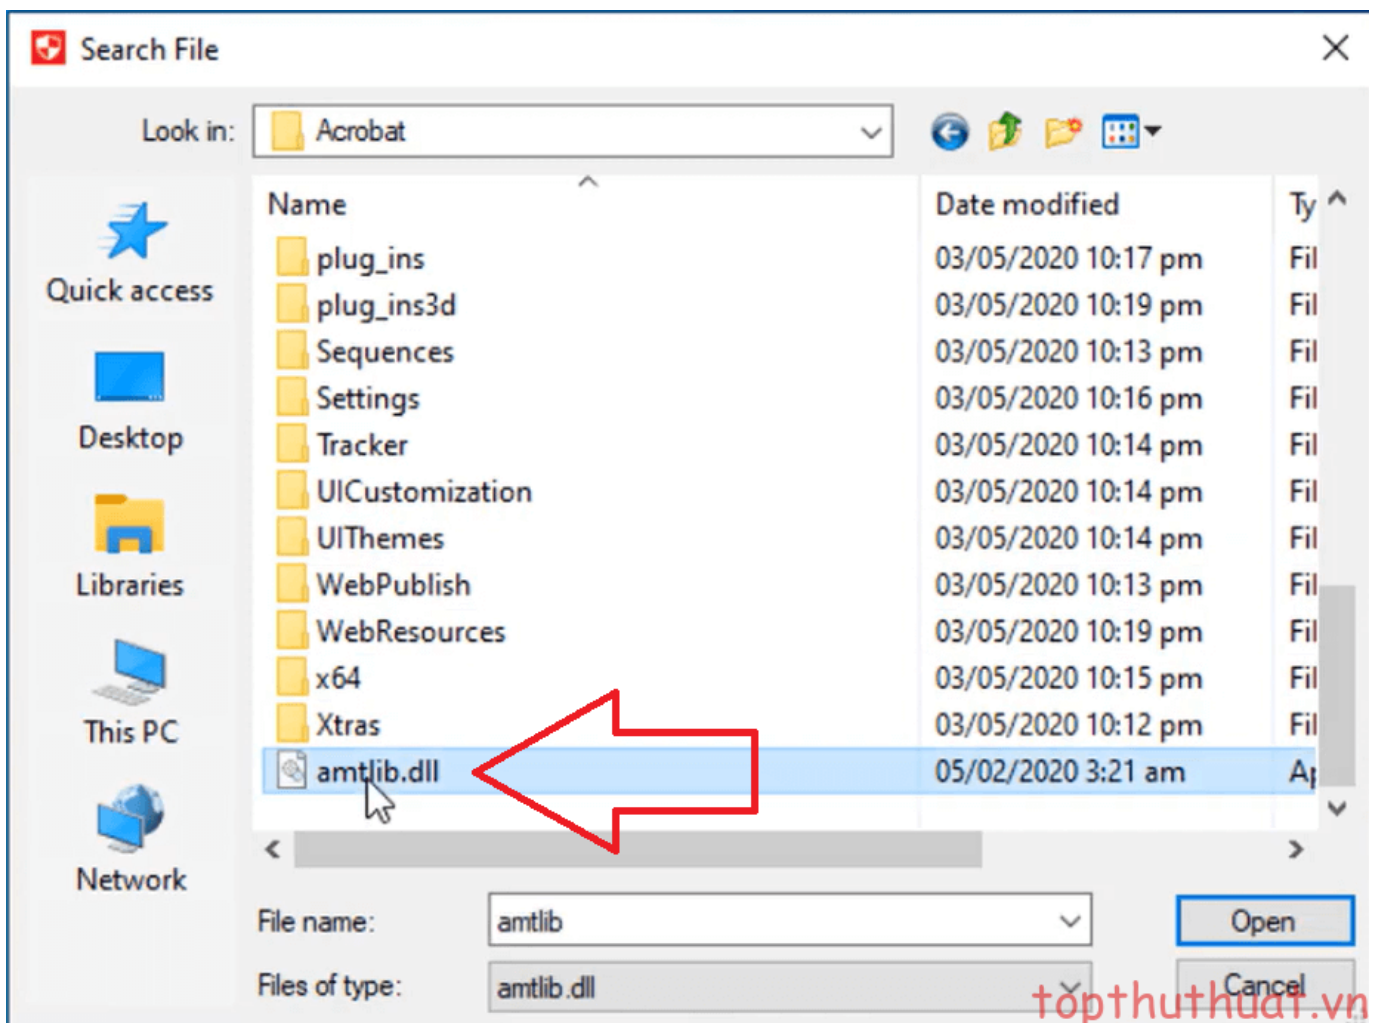 Search File
Look in: Acrobat
Name Date modified Ty
plug_ins 03/05/2020 10:17 pm Fil
plug_ins3d 03/05/2020 10:19 pm Fil
Sequences 03/05/2020 10:13 pm Fil
Settings 03/05/2020 10:16 pm Fil
Tracker 03/05/2020 10:14 pm Fil
UICustomization 03/05/2020 10:14 pm Fil
UIThemes 03/05/2020 10:14 pm Fil
WebPublish 03/05/2020 10:13 pm Fil
WebResources 03/05/2020 10:19 pm Fil
x64 03/05/2020 10:15 pm Fil
Xtras 03/05/2020 10:12 pm Fil
amtlib.dll 05/02/2020 3:21 am Ap
Quick access
Desktop
Libraries
This PC
Network
File name: amtlib Open
Files of type: amtlib.dll Cancel
topthuthuat.vn